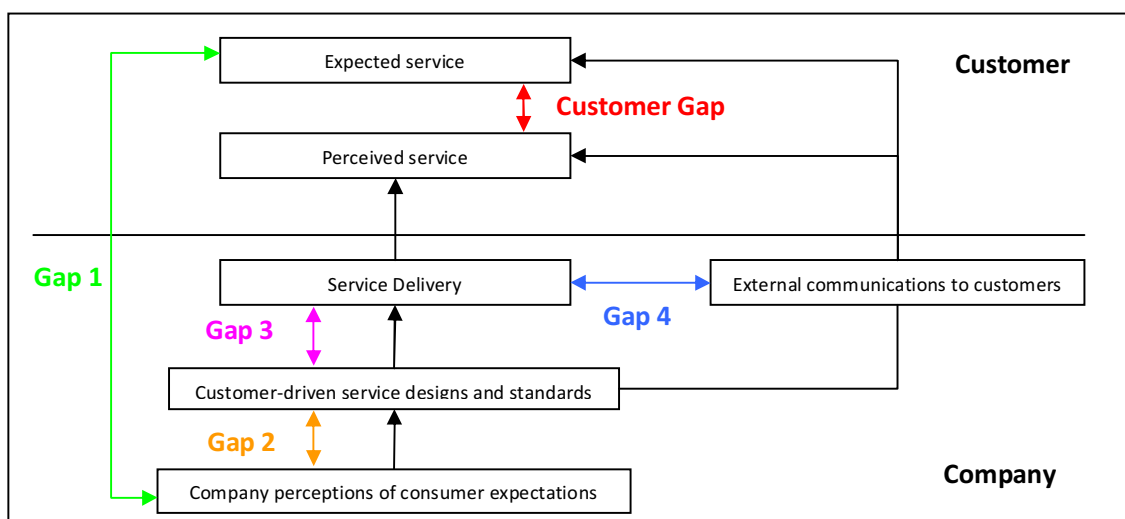 Expected service
Customer
Customer Gap
Perceived service
Gap 1
Service Delivery
External communications to customers
Gap 4
Gap 3
Customer-driven service designs and standards
Gap 2
Company perceptions of consumer expectations
Company